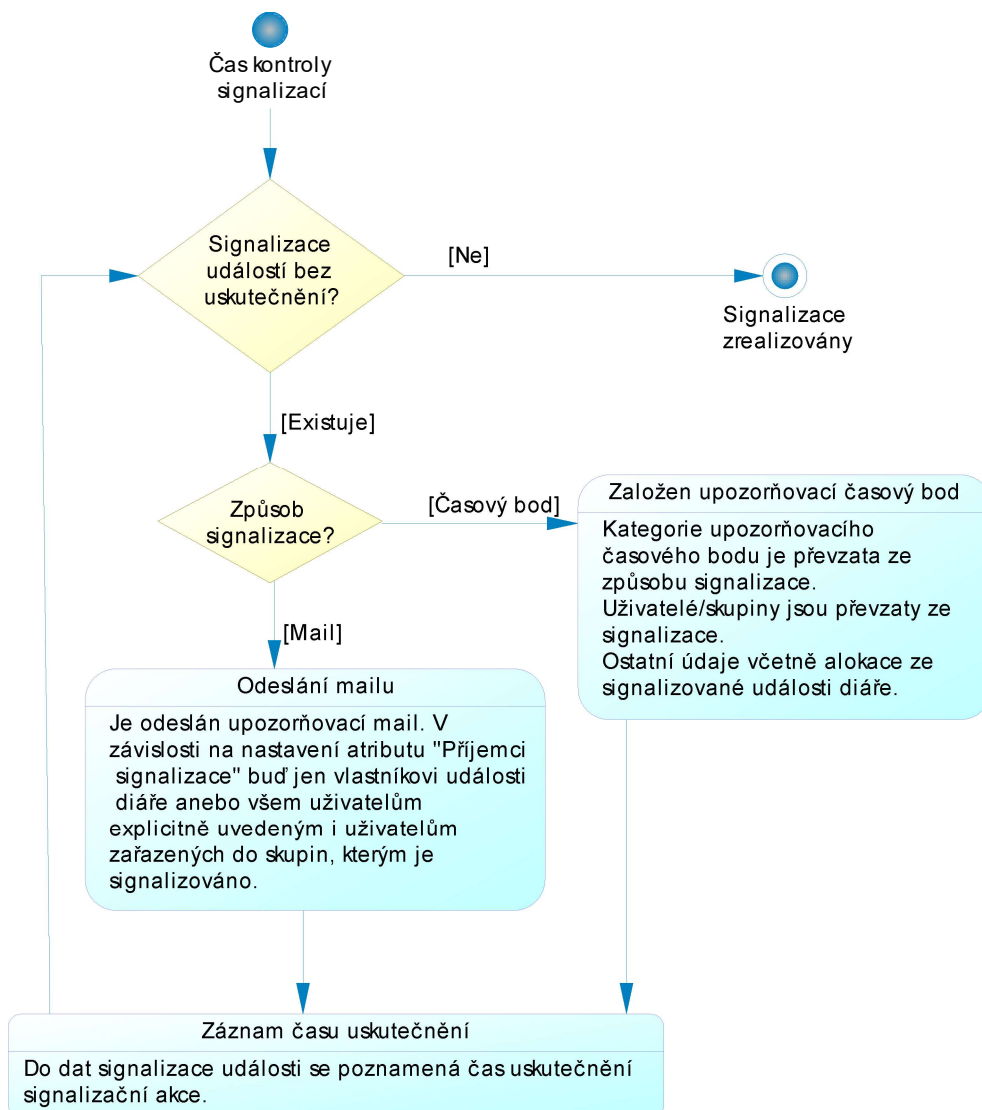 Čas kontroly
signalizací
Signalizace
událostí bez
uskutečnění?
[Ne]
Signalizace
zrealizovány
[Existuje]
Způsob
signalizace?
[Časový bod]
Založen upozorňovací časový bod
Kategorie upozorňovacího
časového bodu je převzata ze
způsobu signalizace.
Uživatelé/skupiny jsou převzaty ze
signalizace.
Ostatní údaje včetně alokace ze
signalizované události diáře.
[Mail]
Odeslání mailu
Je odeslán upozorňovací mail. V
závislosti na nastavení atributu "Příjemci
signalizace" buď jen vlastníkovi události
diáře anebo všem uživatelům
explicitně uvedeným i uživatelům
zařazených do skupin, kterým je
signalizováno.
Záznam času uskutečnění
Do dat signalizace události se poznamená čas uskutečnění
signalizační akce.